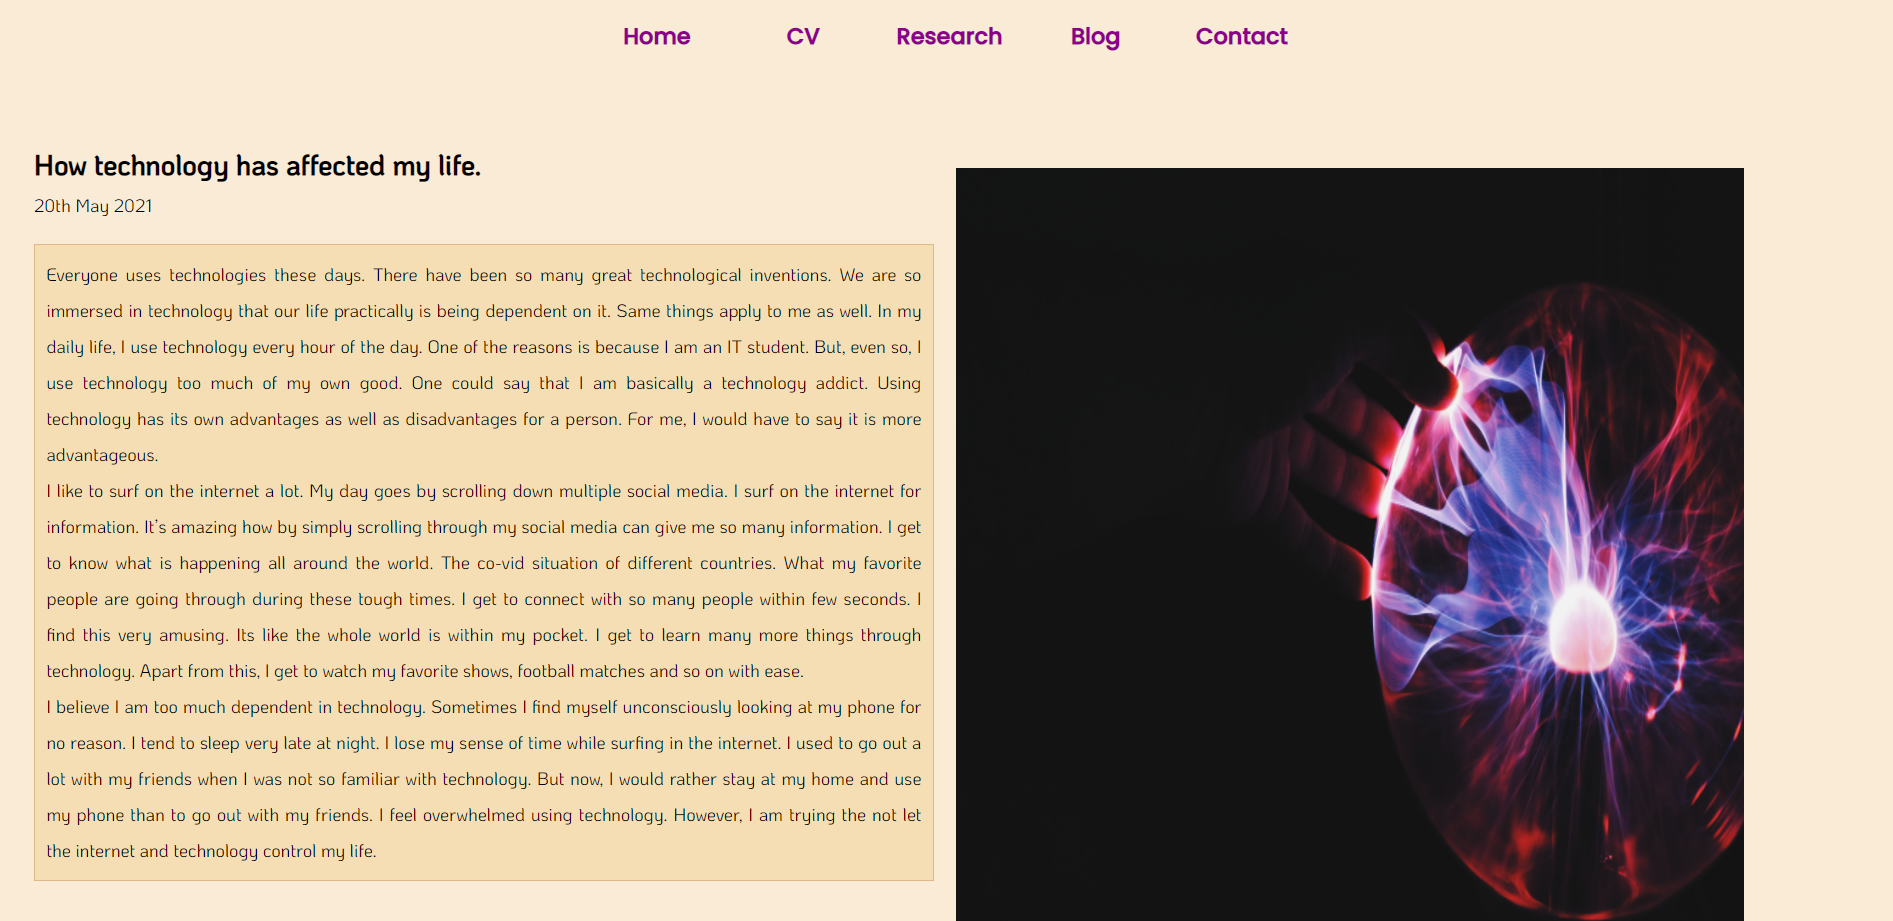 Home CV Research Blog Contact
How technology has affected my life.
20th May 2021
Everyone uses technologies these days. There have been so many great technological inventions. We are so
immersed in technology that our life practically is being dependent on it. Same things apply to me as well. In my
daily life, I use technology every hour of the day. One of the reasons is because I am an IT student. But, even so, I
use technology too much of my own good. One could say that I am basically a technology addict. Using
technology has its own advantages as well as disadvantages for a person. For me, I would have to say it is more
advantageous.
I like to surf on the internet a lot. My day goes by scrolling down multiple social media. I surf on the internet for
information. It's amazing how by simply scrolling through my social media can give me so many information. I get
to know what is happening all around the world. The co-vid situation of different countries. What my favorite
people are going through during these tough times. I get to connect with so many people within few seconds. I
find this very amusing. Its like the whole world is within my pocket. I get to learn many more things through
technology. Apart from this, I get to watch my favorite shows, football matches and so on with ease.
I believe I am too much dependent in technology. Sometimes I find myself unconsciously looking at my phone for
no reason. I tend to sleep very late at night. I lose my sense of time while surfing in the internet. I used to go out a
lot with my friends when I was not so familiar with technology. But now, I would rather stay at my home and use
my phone than to go out with my friends. I feel overwhelmed using technology. However, I am trying the not let
the internet and technology control my life.